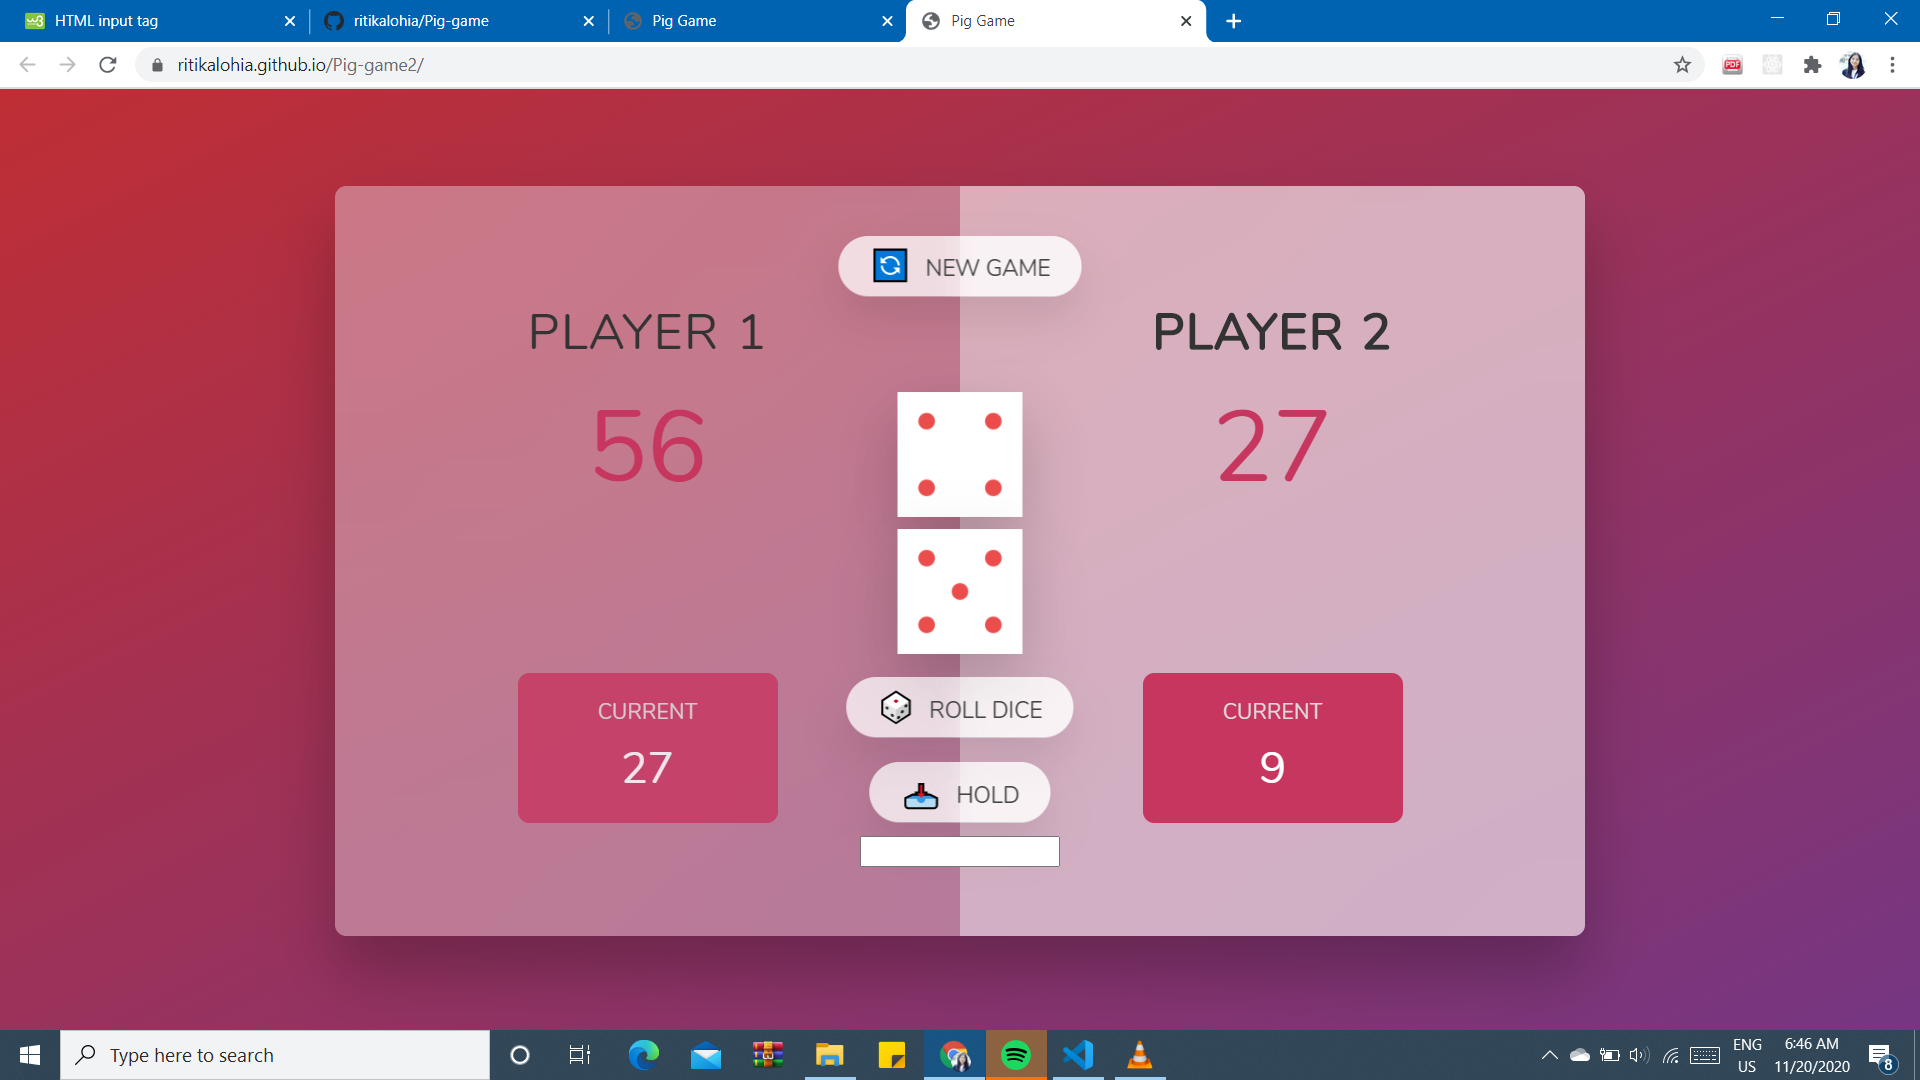 HTML input tag
ritikalohia/Pig-game
Pig Game
Pig Game
ritikalohia.github.io/Pig-game2/
PDF
NEW GAME
PLAYER 1
PLAYER 2
56
27
CURRENT
27
ROLL DICE
CURRENT
9
HOLD
Type here to search
ENG
US
6:46 AM
11/20/2020
8